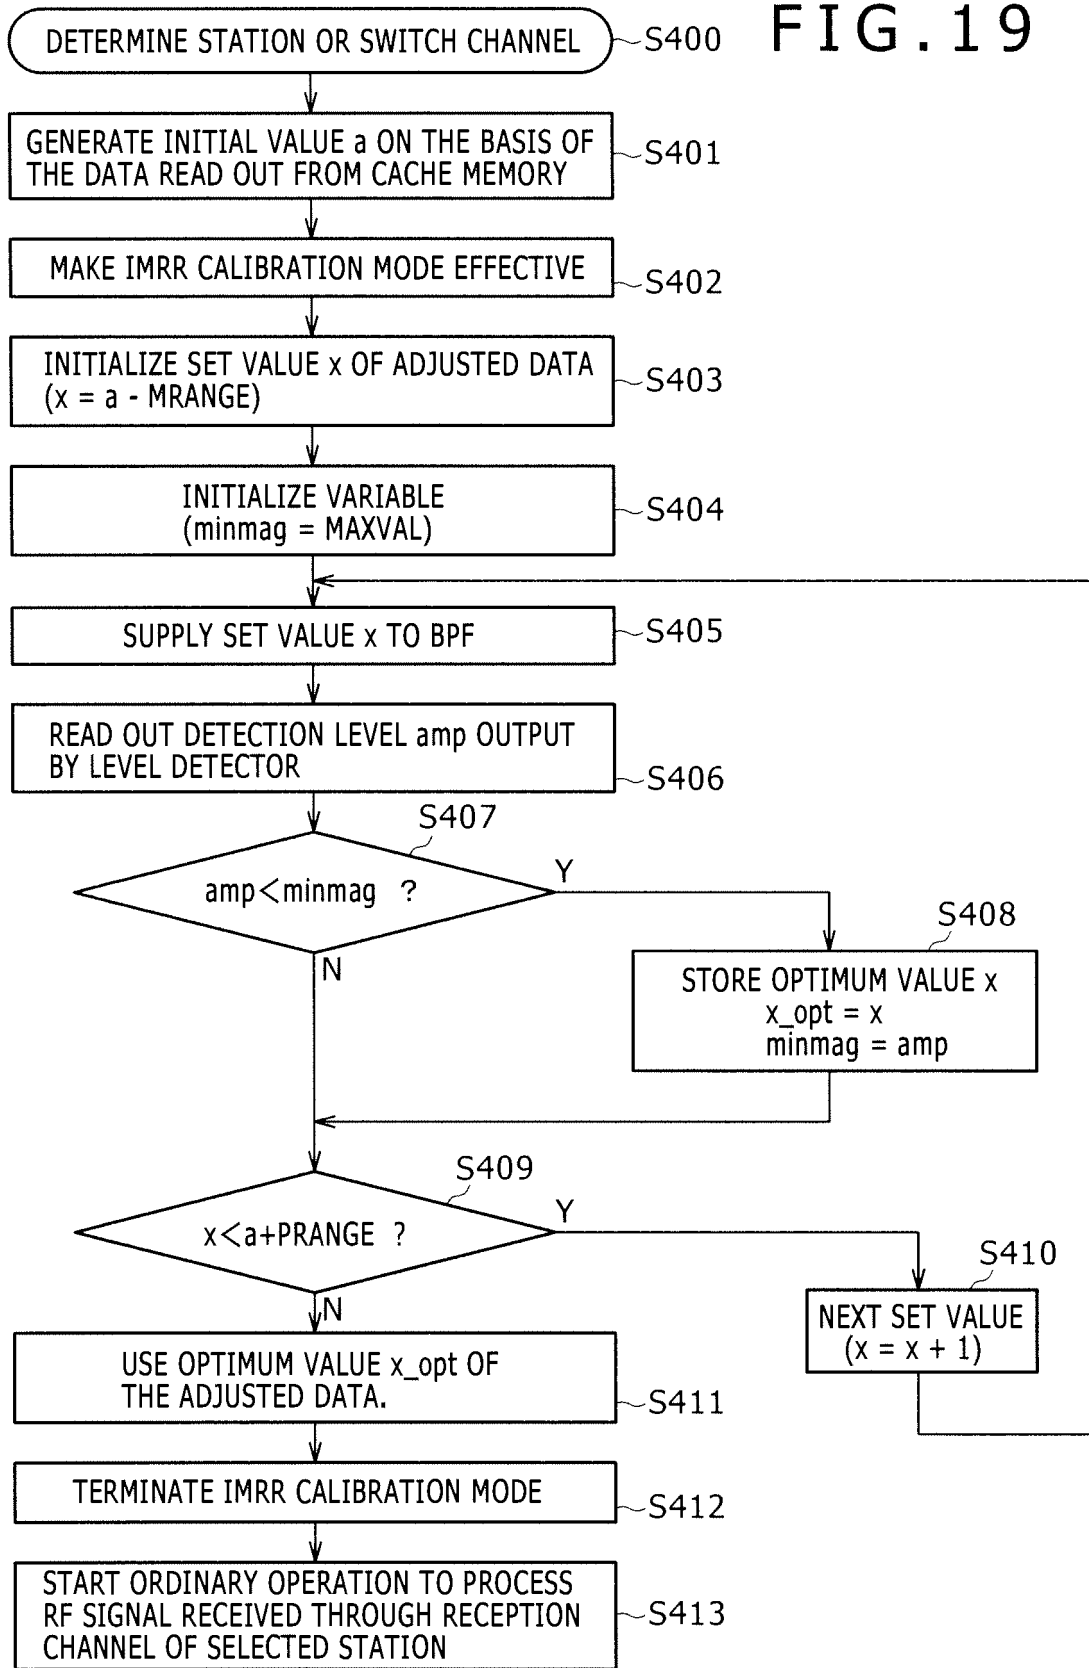 FIG.19
DETERMINE STATION OR SWITCH CHANNEL
S400
GENERATE INITIAL VALUE a ON THE BASIS OF
THE DATA READ OUT FROM CACHE MEMORY
S401
MAKE IMRR CALIBRATION MODE EFFECTIVE
S402
INITIALIZE SET VALUE x OF ADJUSTED DATA
(x = a - MRANGE)
S403
INITIALIZE VARIABLE
(minmag = MAXVAL)
S404
SUPPLY SET VALUE x TO BPF
S405
READ OUT DETECTION LEVEL amp OUTPUT
BY LEVEL DETECTOR
S406
S407
amp<minmag ?
Y
N
S408
STORE OPTIMUM VALUE x
x_opt = x
minmag = amp
S409
x<a+PRANGE ?
Y
N
S410
NEXT SET VALUE
(x = x + 1)
USE OPTIMUM VALUE x_opt OF
THE ADJUSTED DATA.
S411
TERMINATE IMRR CALIBRATION MODE
S412
START ORDINARY OPERATION TO PROCESS
RF SIGNAL RECEIVED THROUGH RECEPTION
CHANNEL OF SELECTED STATION
S413